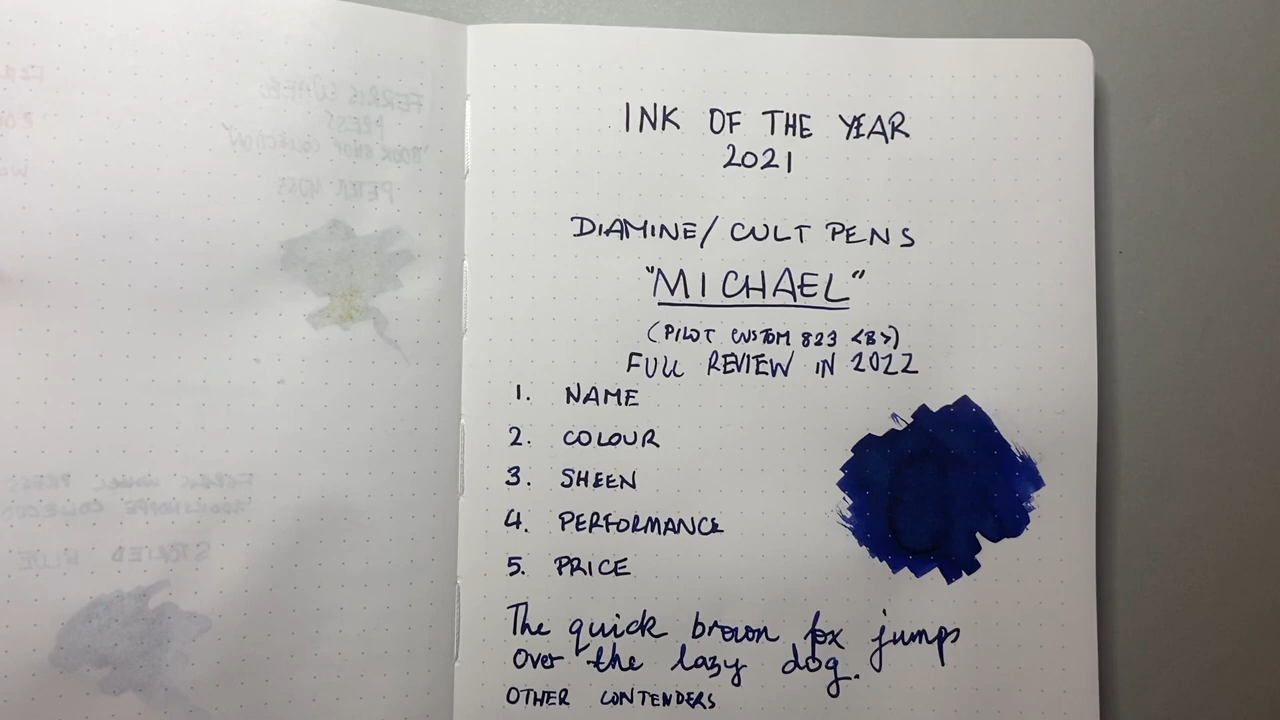 INK OF THE YEAR
2021
DIAMINE/ CULT PENS
"MICHAEL"
(PILOT CUSTOM 823 <B>)
FULL REVIEW IN 2022
1. NAME
2. COLOUR
3. SHEEN
4. PERFORMANCE
5. PRICE
The quick brown fox jumps
over the lazy dog.
OTHER CONTENDERS